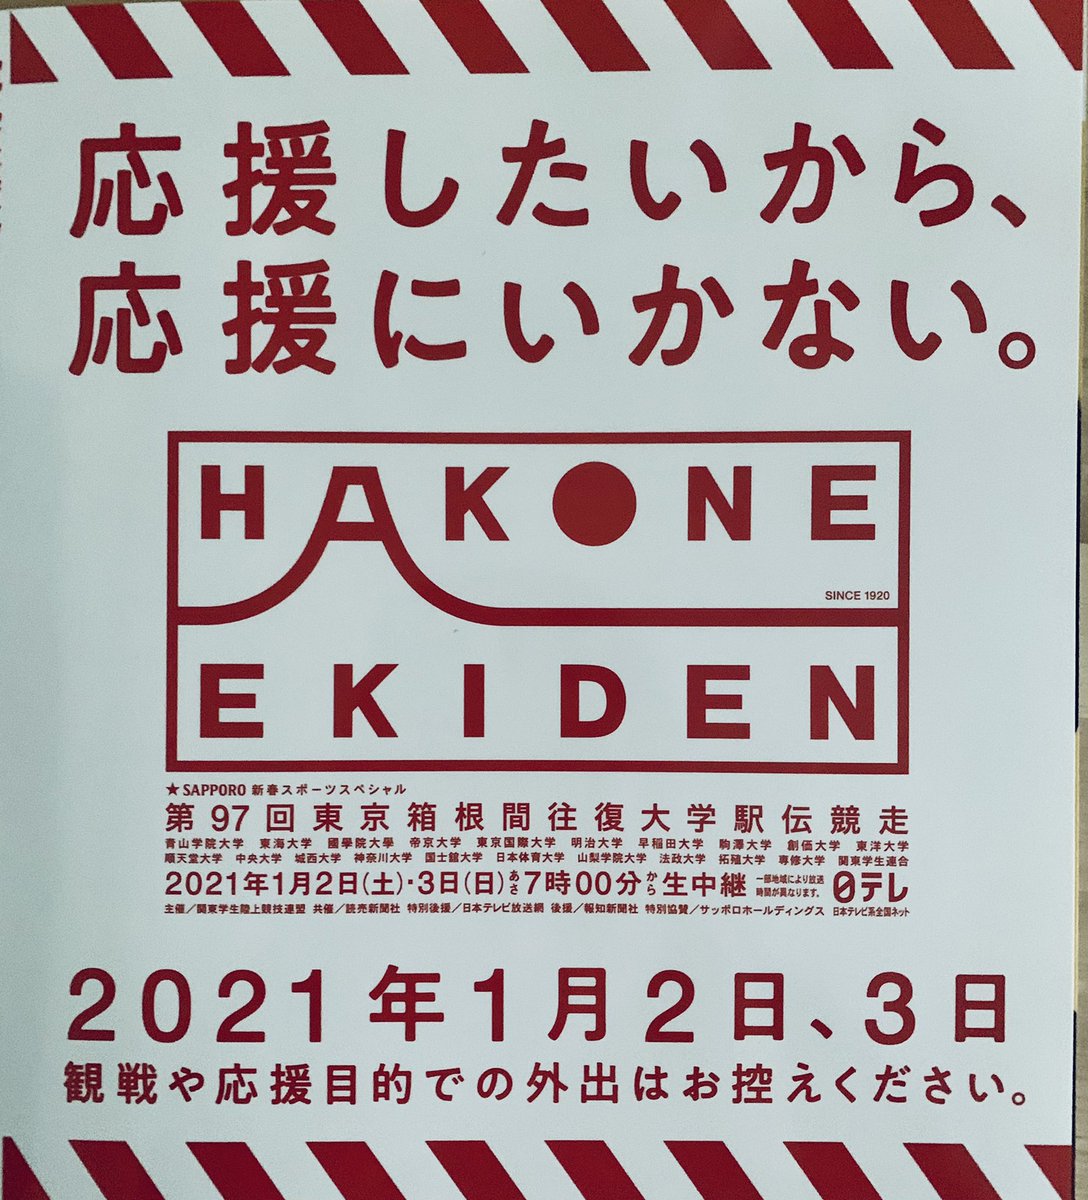 応援したいから、
応援にいかない。
HAKONE
SINCE 1920
EKIDEN
★SAPPORO 新春スポーツスペシャル
第97回東京箱根間往復大学駅伝競走
青山学院大学 東海大学 國學院大學 帝京大学 東京国際大学 明治大学 早稲田大学 駒澤大学 創価大学 東洋大学
順天堂大学 中央大学 城西大学 神奈川大学 国士舘大学 日本体育大学 山梨学院大学 法政大学 拓殖大学 専修大学 関東学生連合
2021年1月2日(土)・3日(日)あさ7時00分から生中継 一部地域により放送時間が異なります。 日テレ
主催/関東学生陸上競技連盟 共催/読売新聞社 特別後援/日本テレビ放送網 後援/報知新聞社 特別協賛/サッポロホールディングス 日本テレビ系全国ネット
2021年1月2日、3日
観戦や応援目的での外出はお控えください。